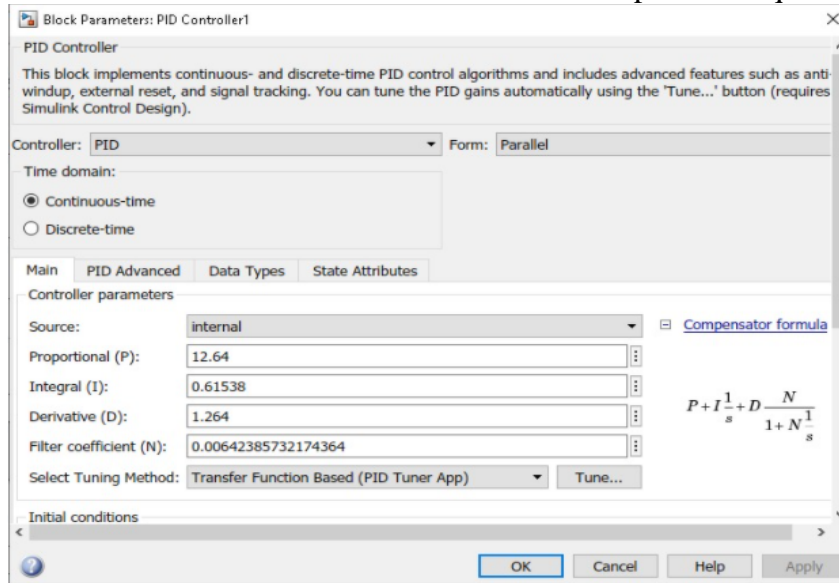 Block Parameters: PID Controller1
PID Controller
This block implements continuous- and discrete-time PID control algorithms and includes advanced features such as anti-
windup, external reset, and signal tracking. You can tune the PID gains automatically using the 'Tune...' button (requires
Simulink Control Design).
Controller: PID Form: Parallel
Time domain:
Continuous-time
Discrete-time
Main PID Advanced Data Types State Attributes
Controller parameters
Source: internal Compensator formula
Proportional (P): 12.64
Integral (I): 0.61538
Derivative (D): 1.264
Filter coefficient (N): 0.00642385732174364
P + I 1/s + D N/(1 + N 1/s)
Select Tuning Method: Transfer Function Based (PID Tuner App) Tune...
Initial conditions
OK Cancel Help Apply